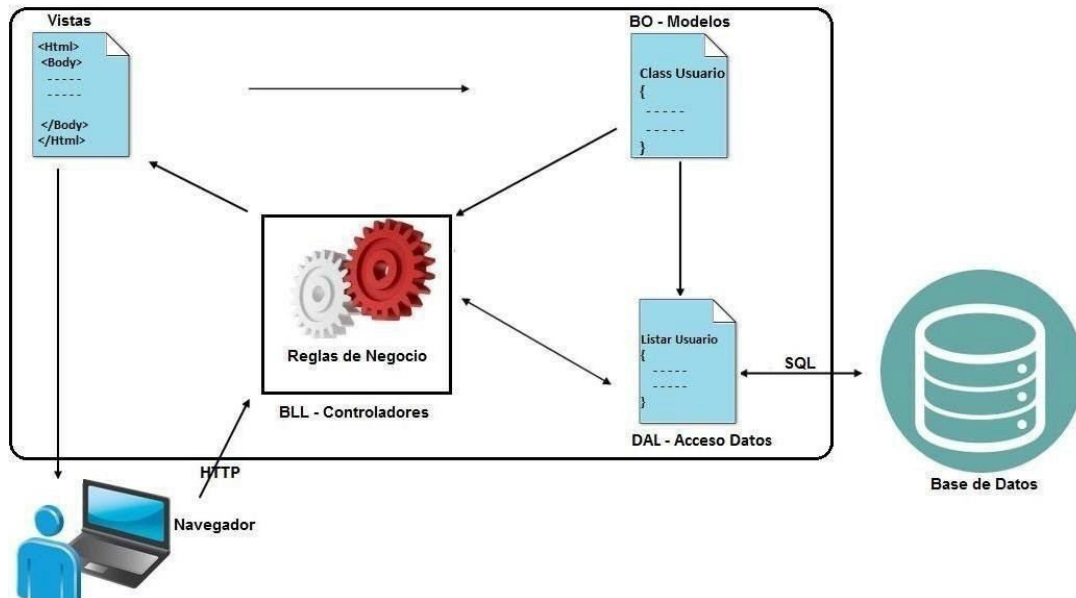 Vistas
<Html>
<Body>
- - - - -
- - - - -
</Body>
</Html>
BO - Modelos
Class Usuario
{
- - - - -
- - - - -
}
Reglas de Negocio
BLL - Controladores
Listar Usuario
{
- - - - -
- - - - -
}
DAL - Acceso Datos
SQL
Base de Datos
HTTP
Navegador